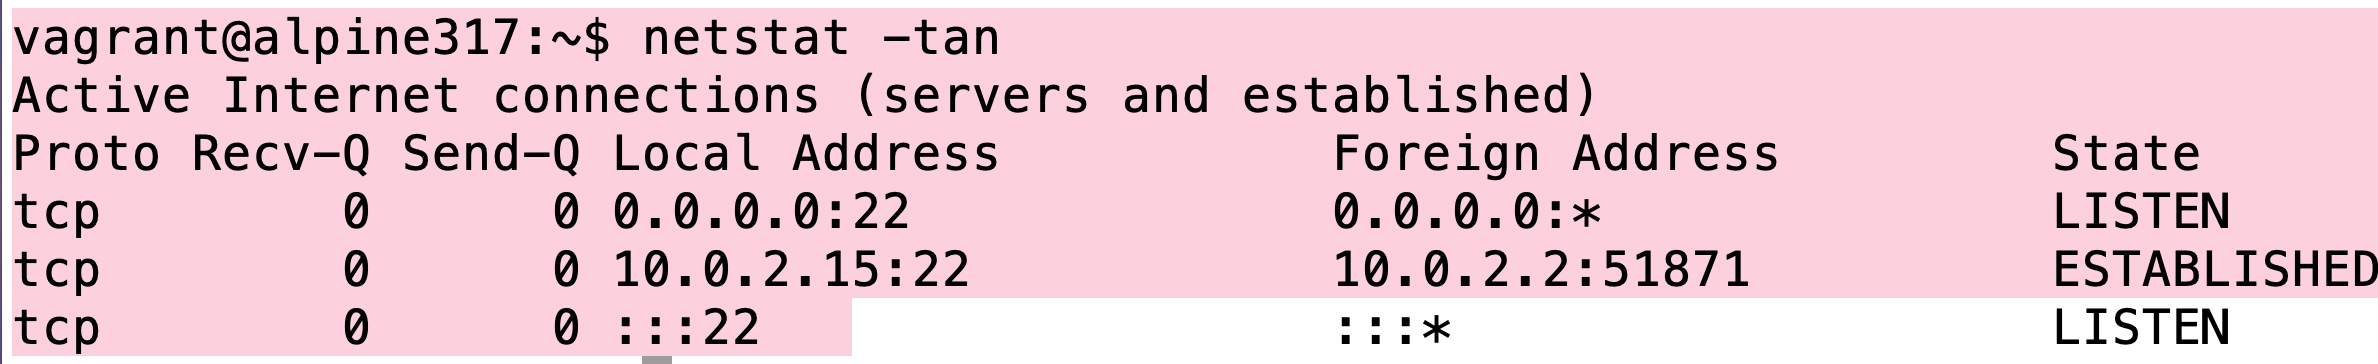 vagrant@alpine317:~$ netstat -tan
Active Internet connections (servers and established)
Proto Recv-Q Send-Q Local Address           Foreign Address         State
tcp        0      0 0.0.0.0:22              0.0.0.0:*               LISTEN
tcp        0      0 10.0.2.15:22            10.0.2.2:51871          ESTABLISHED
tcp        0      0 :::22                   :::*                    LISTEN